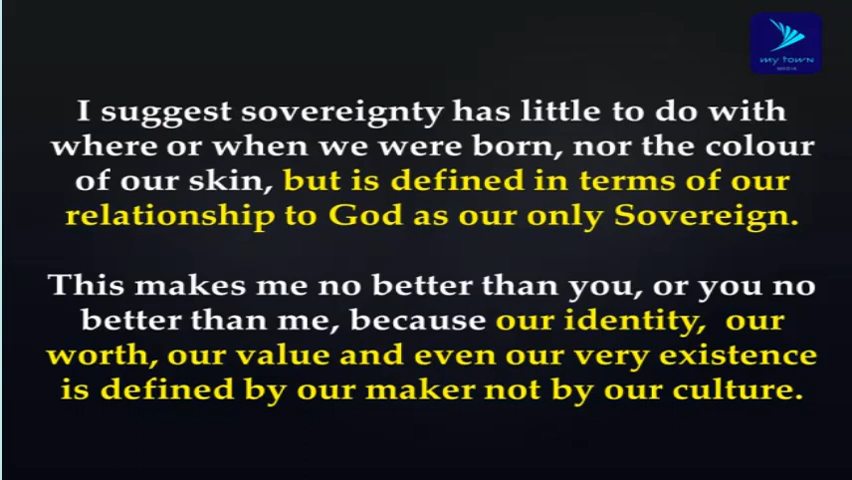 my town
MEDIA
I suggest sovereignty has little to do with
where or when we were born, nor the colour
of our skin, but is defined in terms of our
relationship to God as our only Sovereign.
This makes me no better than you, or you no
better than me, because our identity, our
worth, our value and even our very existence
is defined by our maker not by our culture.